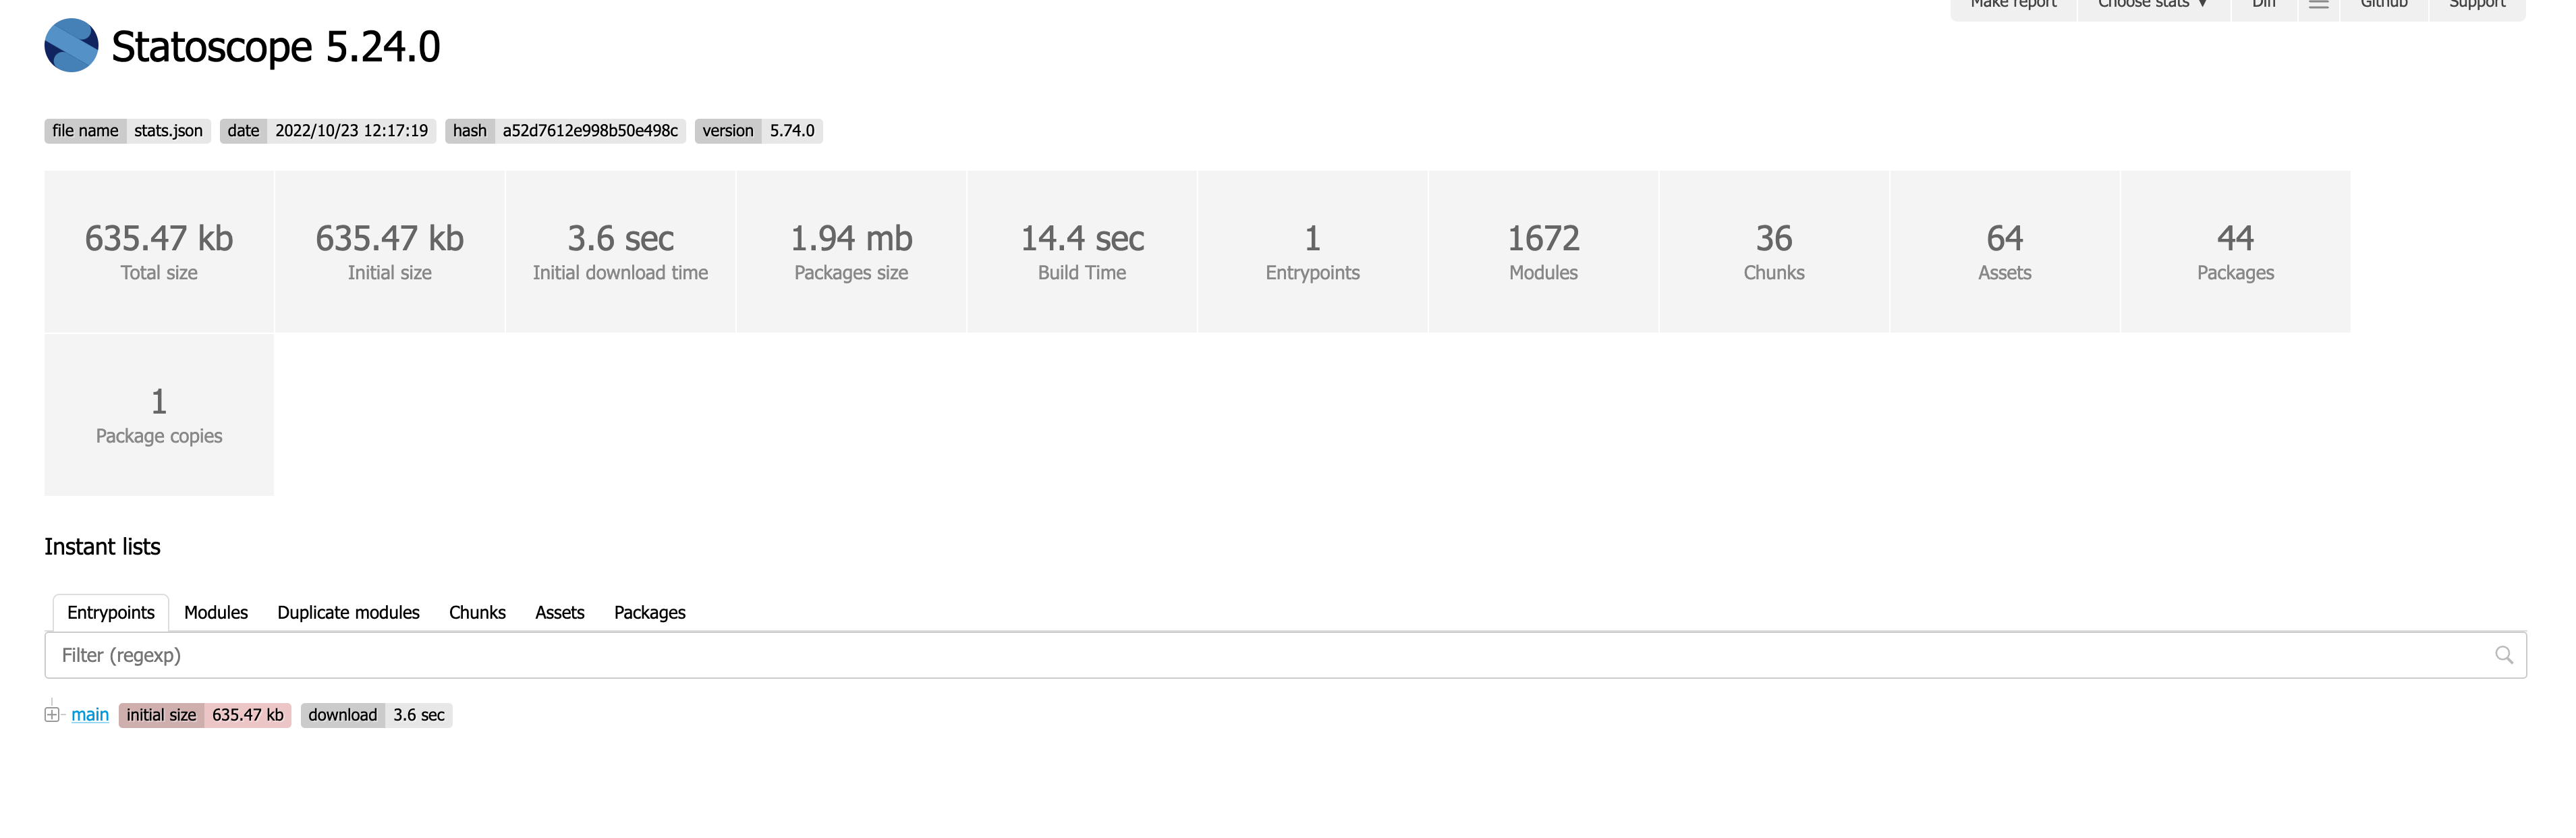 Make report Choose stats ▼ Diff Github Support
Statoscope 5.24.0
file name stats.json date 2022/10/23 12:17:19 hash a52d7612e998b50e498c version 5.74.0
635.47 kb 635.47 kb 3.6 sec 1.94 mb 14.4 sec 1 1672 36 64 44
Total size Initial size Initial download time Packages size Build Time Entrypoints Modules Chunks Assets Packages
1
Package copies
Instant lists
Entrypoints Modules Duplicate modules Chunks Assets Packages
Filter (regexp)
main initial size 635.47 kb download 3.6 sec